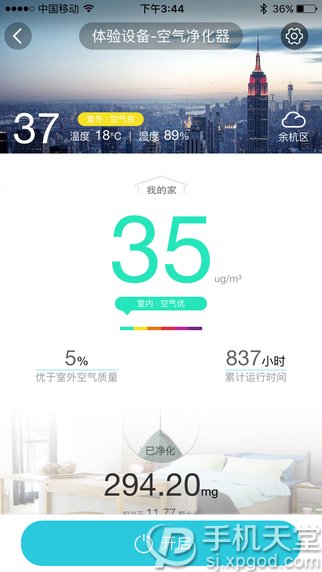 中国移动 下午3:44 36%
体验设备-空气净化器
37 室外·空气良
温度 18℃ | 湿度 89% 余杭区
我的家
35 ug/m³
室内·空气优
5% 837小时
优于室外空气质量 累计运行时间
已净化
294.20mg
11.77
开启
手机天堂
sj.xpgod.com